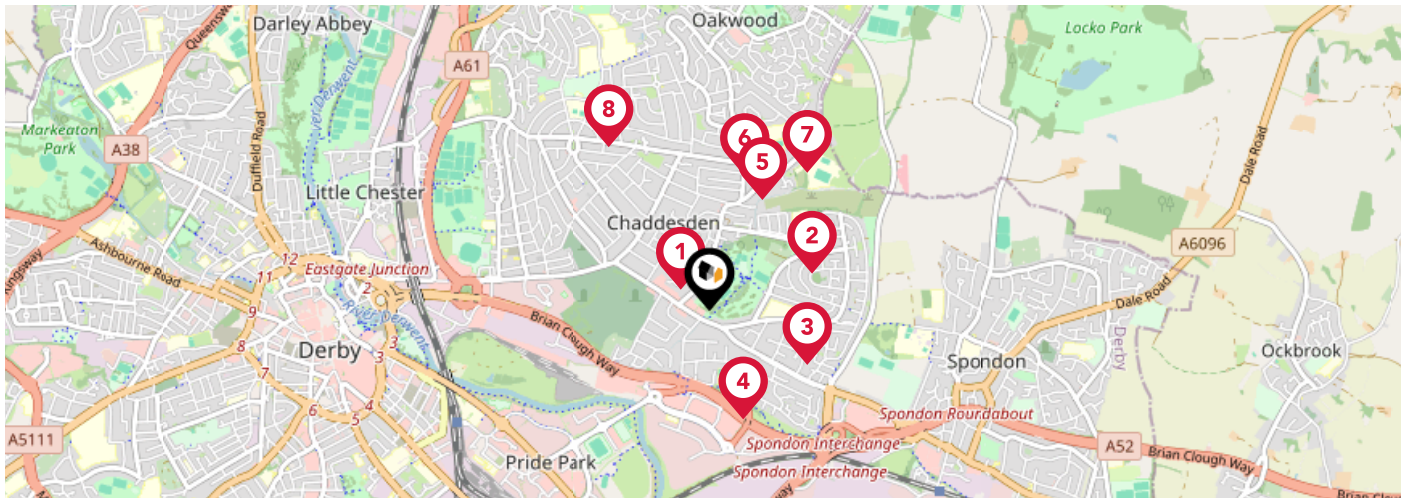 Oakwood
Darley Abbey
Queensway
Locko Park
A61
River Derwent
8
6
7
5
Markeaton
Park
A38
Duffield Road
Dale Road
Little Chester
Chaddesden
1
2
A6096
Ashbourne Road
12
11
Eastgate Junction
2
Dale Road
9
River Derwent
Brian Clough Way
3
3
Derby
8
Derby
3
Spondon
Ockbrook
7
4
6
4
5
Spondon Roundabout
A5111
Spondon Interchange
A52
Brian Clough Way
Pride Park
Spondon Interchange